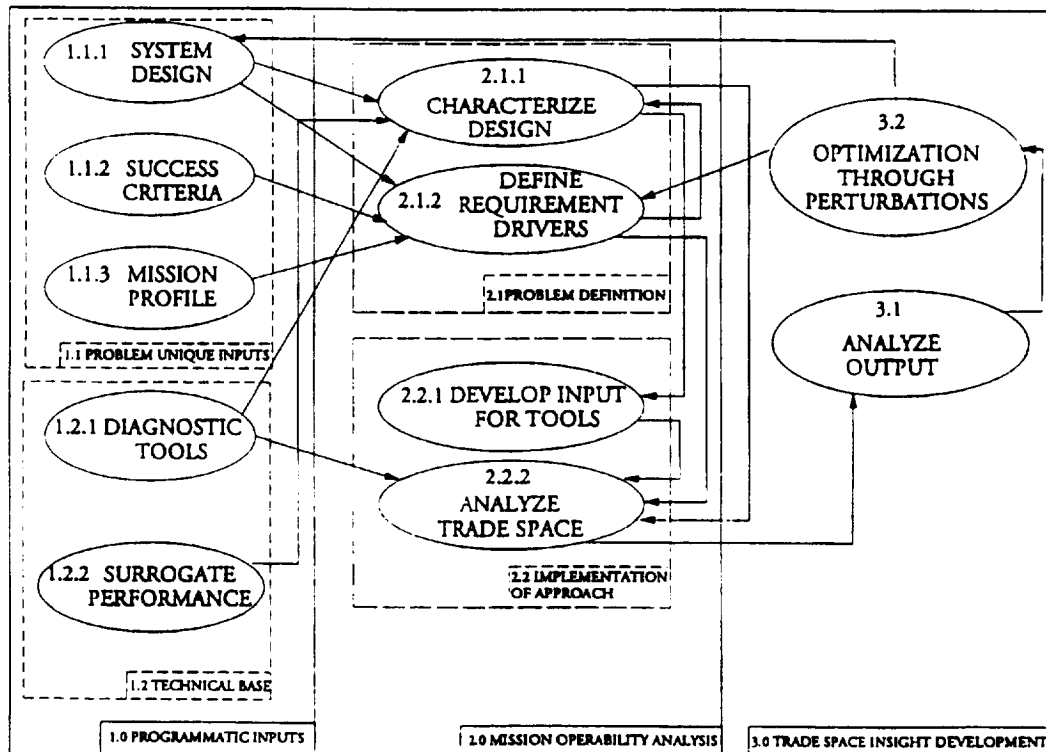 1.1.1 SYSTEM
DESIGN
1.1.2 SUCCESS
CRITERIA
1.1.3 MISSION
PROFILE
1.1 PROBLEM UNIQUE INPUTS
1.2.1 DIAGNOSTIC
TOOLS
1.2.2 SURROGATE
PERFORMANCE
1.2 TECHNICAL BASE
1.0 PROGRAMMATIC INPUTS
2.1.1
CHARACTERIZE
DESIGN
2.1.2 DEFINE
REQUIREMENT
DRIVERS
2.1 PROBLEM DEFINITION
2.2.1 DEVELOP INPUT
FOR TOOLS
2.2.2
ANALYZE
TRADE SPACE
2.2 IMPLEMENTATION
OF APPROACH
2.0 MISSION OPERABILITY ANALYSIS
3.2
OPTIMIZATION
THROUGH
PERTURBATIONS
3.1
ANALYZE
OUTPUT
3.0 TRADE SPACE INSIGHT DEVELOPMENT